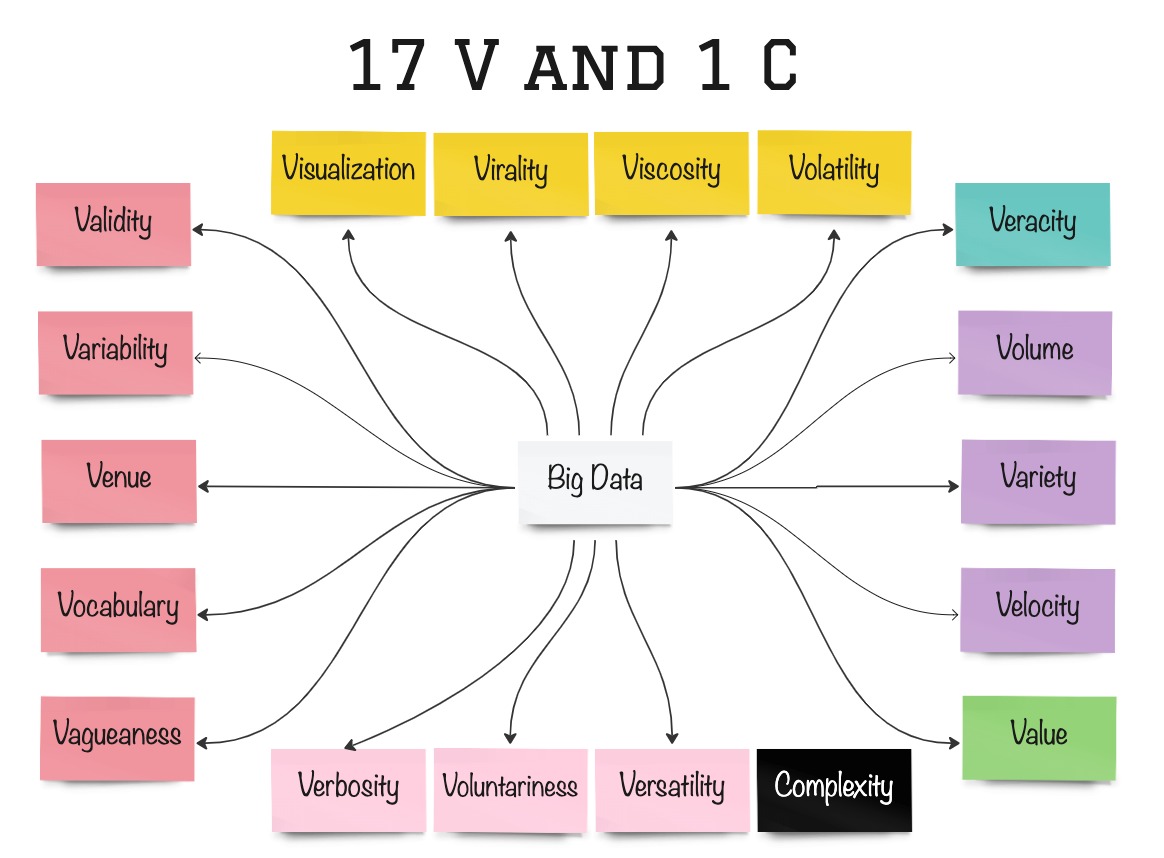 17 V AND 1 C
Visualization
Virality
Viscosity
Volatility
Validity
Variability
Venue
Vocabulary
Vagueaness
Big Data
Veracity
Volume
Variety
Velocity
Value
Verbosity
Voluntariness
Versatility
Complexity